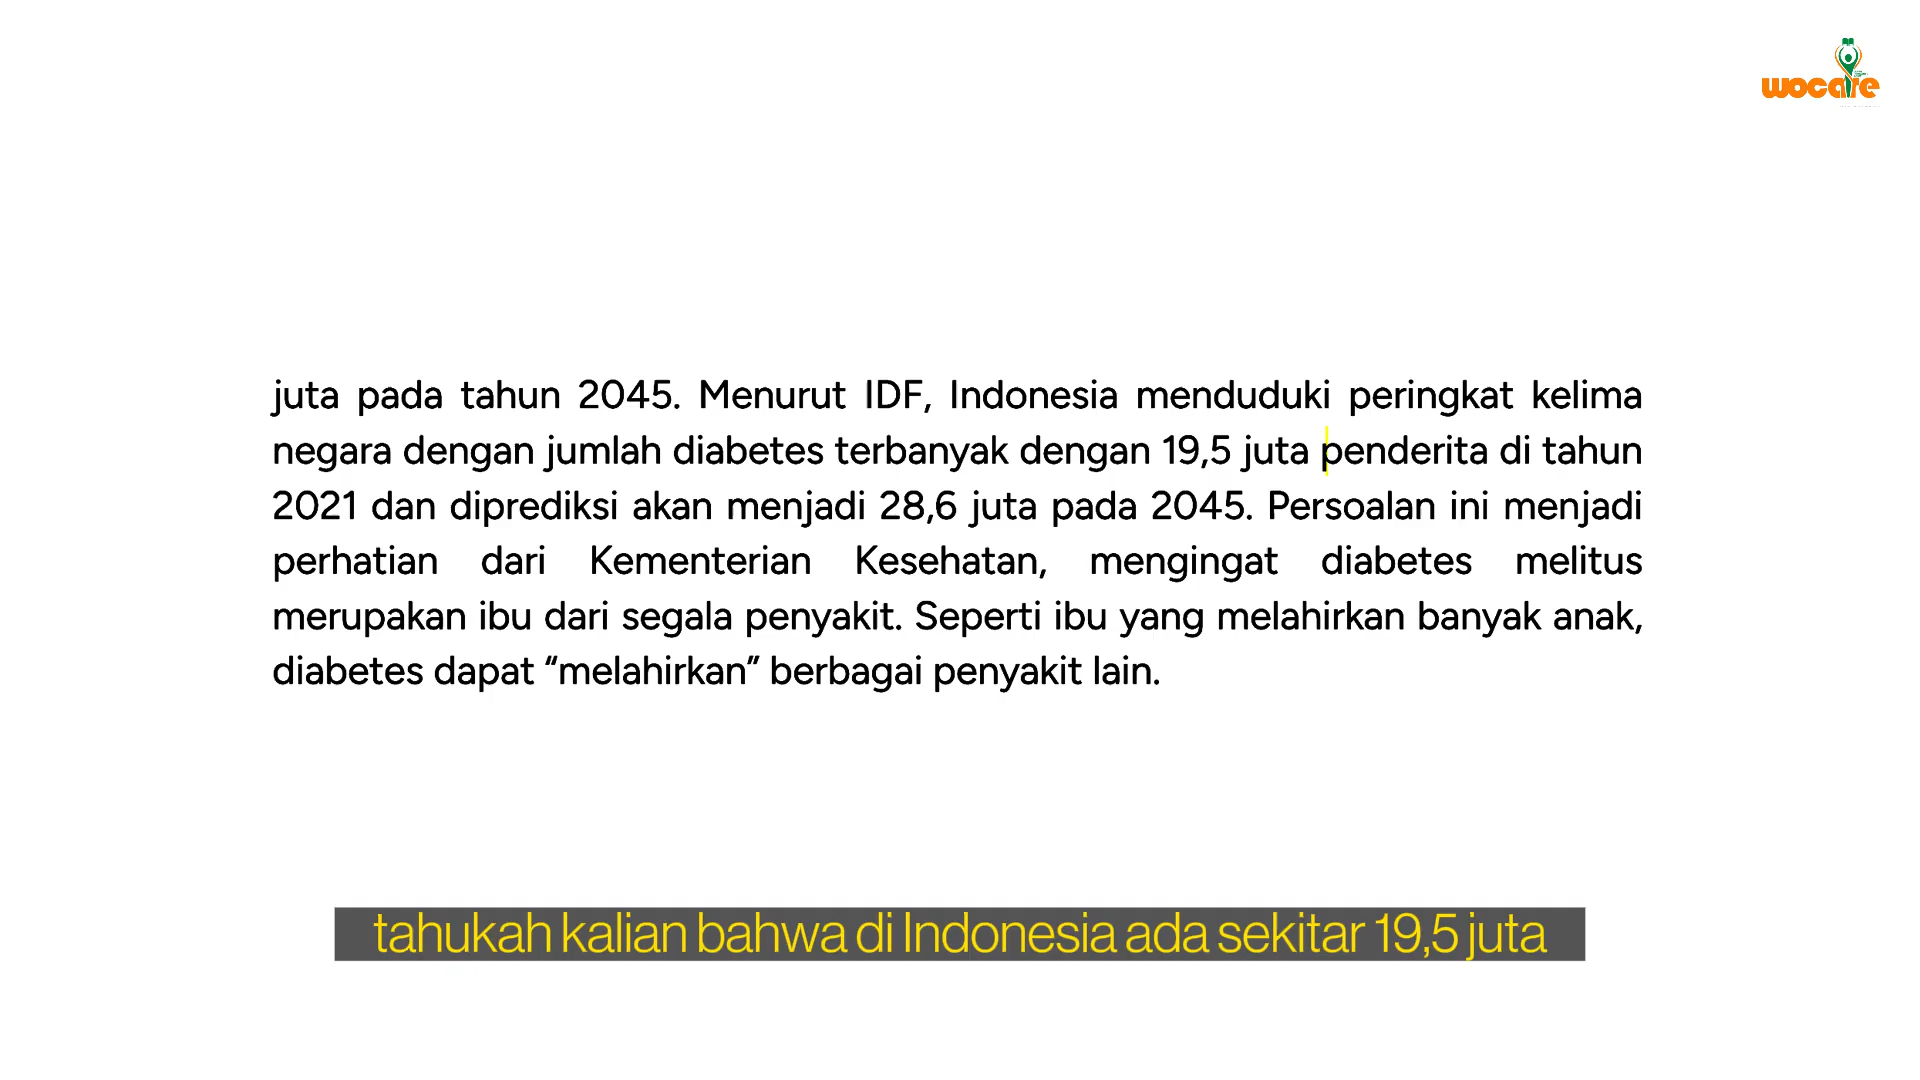 wocare
juta pada tahun 2045. Menurut IDF, Indonesia menduduki peringkat kelima
negara dengan jumlah diabetes terbanyak dengan 19,5 juta penderita di tahun
2021 dan diprediksi akan menjadi 28,6 juta pada 2045. Persoalan ini menjadi
perhatian dari Kementerian Kesehatan, mengingat diabetes melitus
merupakan ibu dari segala penyakit. Seperti ibu yang melahirkan banyak anak,
diabetes dapat “melahirkan” berbagai penyakit lain.
tahukah kalian bahwa di Indonesia ada sekitar 19,5 juta